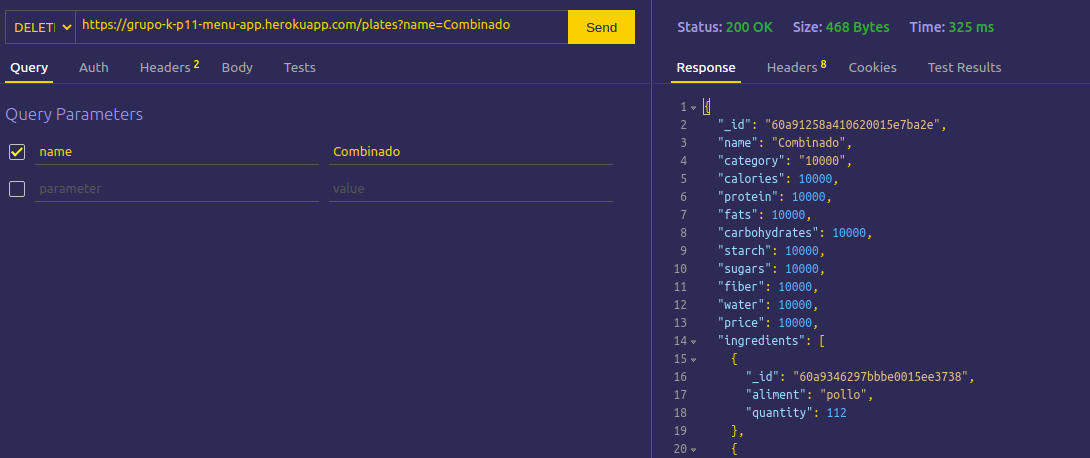 DELETI https://grupo-k-p11-menu-app.herokuapp.com/plates?name=Combinado Send
Query Auth Headers 2 Body Tests
Query Parameters
name Combinado
parameter value
Status: 200 OK Size: 468 Bytes Time: 325 ms
Response Headers 8 Cookies Test Results
1 {
2 "_id": "60a91258a410620015e7ba2e",
3 "name": "Combinado",
4 "category": "10000",
5 "calories": 10000,
6 "protein": 10000,
7 "fats": 10000,
8 "carbohydrates": 10000,
9 "starch": 10000,
10 "sugars": 10000,
11 "fiber": 10000,
12 "water": 10000,
13 "price": 10000,
14 "ingredients": [
15 {
16 "_id": "60a9346297bbbe0015ee3738",
17 "aliment": "pollo",
18 "quantity": 112
19 },
20 {